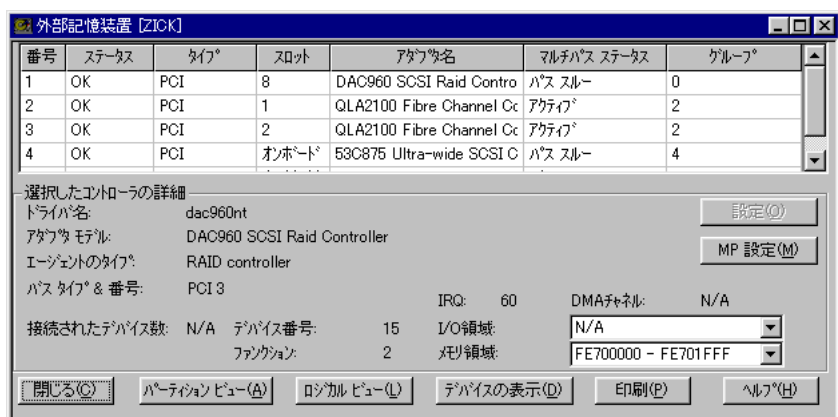 外部記憶装置 [ZICK]
番号 ステータス タイプ スロット アダプタ名 マルチパス ステータス グループ
1 OK PCI 8 DAC960 SCSI Raid Contro パス スルー 0
2 OK PCI 1 QLA2100 Fibre Channel Cc アクティブ 2
3 OK PCI 2 QLA2100 Fibre Channel Cc アクティブ 2
4 OK PCI オンボード 53C875 Ultra-wide SCSI C パス スルー 4
選択したコントローラの詳細
ドライバ名: dac960nt 設定(O)
アダプタ モデル: DAC960 SCSI Raid Controller
エージェントのタイプ: RAID controller MP 設定(M)
バス タイプ & 番号: PCI 3
IRQ: 60 DMAチャネル: N/A
接続されたデバイス数: N/A デバイス番号: 15 I/O領域: N/A
ファンクション: 2 メモリ領域: FE700000 - FE701FFF
閉じる(C) パーティション ビュー(A) ロジカル ビュー(L) デバイスの表示(D) 印刷(P) ヘルプ(H)